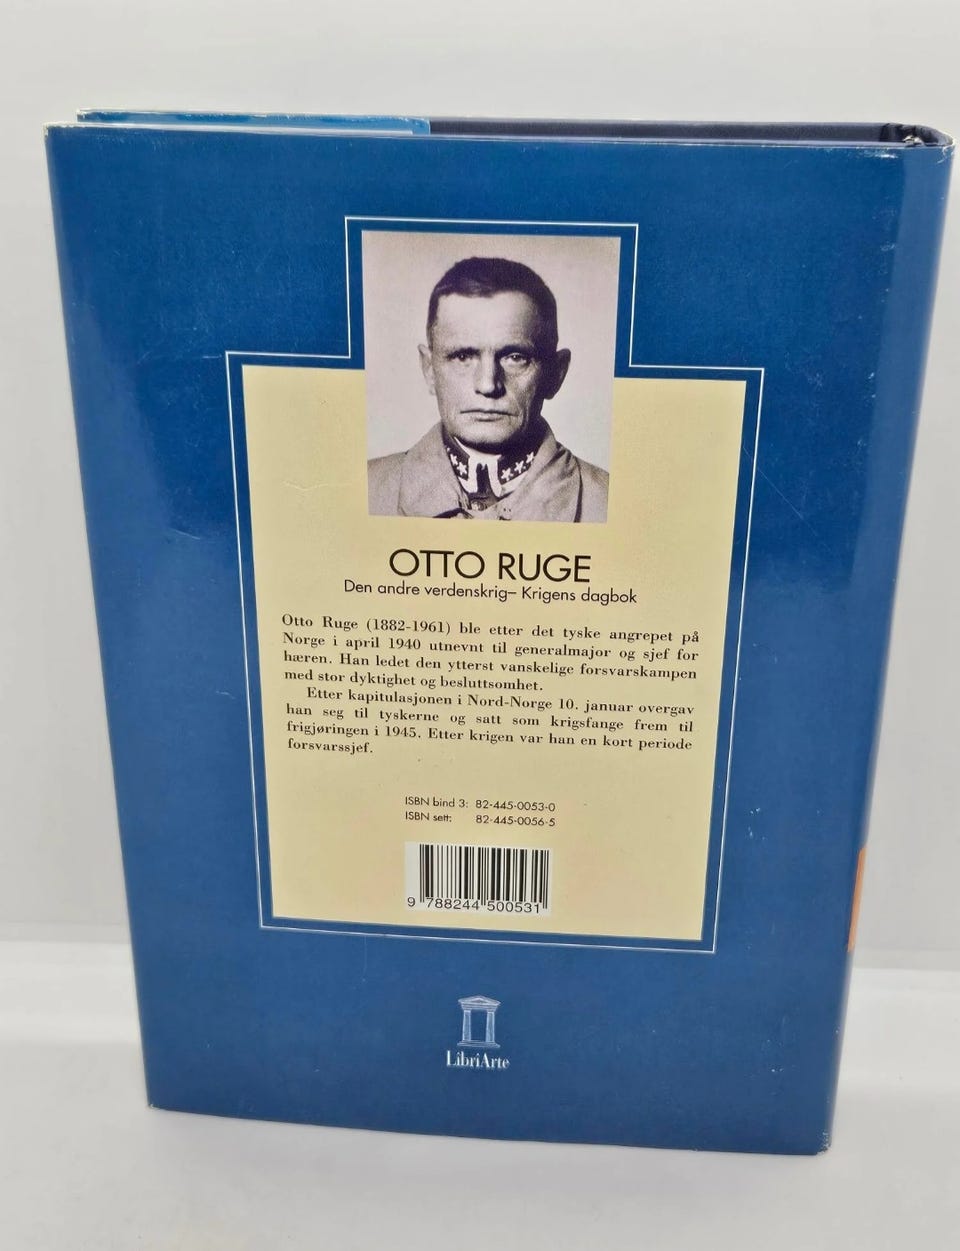 OTTO RUGE
Den andre verdenskrig– Krigens dagbok
Otto Ruge (1882-1961) ble etter det tyske angrepet på
Norge i april 1940 utnevnt til generalmajor og sjef for
hæren. Han ledet den ytterst vanskelige forsvarskampen
med stor dyktighet og besluttsomhet.
Etter kapitulasjonen i Nord-Norge 10. januar overgav
han seg til tyskerne og satt som krigsfange frem til
frigjøringen i 1945. Etter krigen var han en kort periode
forsvarssjef.
ISBN bind 3: 82-445-0053-0
ISBN sett: 82-445-0056-5
9 788244 500531
LibriArte